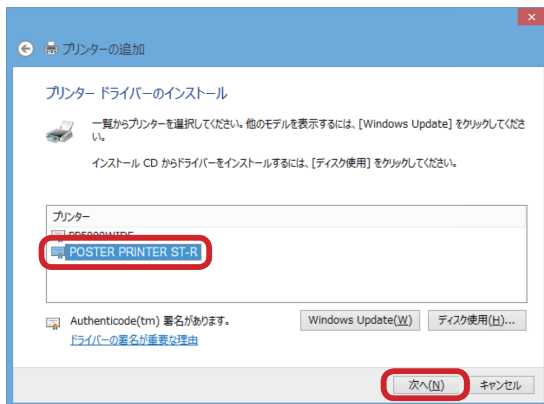 プリンターの追加
プリンター ドライバーのインストール
一覧からプリンターを選択してください。他のモデルを表示するには、[Windows Update] をクリックしてください。
インストール CD からドライバーをインストールするには、[ディスク使用] をクリックしてください。
プリンター
POSTER PRINTER ST-R
Authenticode(tm) 署名があります。
Windows Update(W)
ディスク使用(H)...
ドライバーの署名が重要な理由
次へ(N)
キャンセル